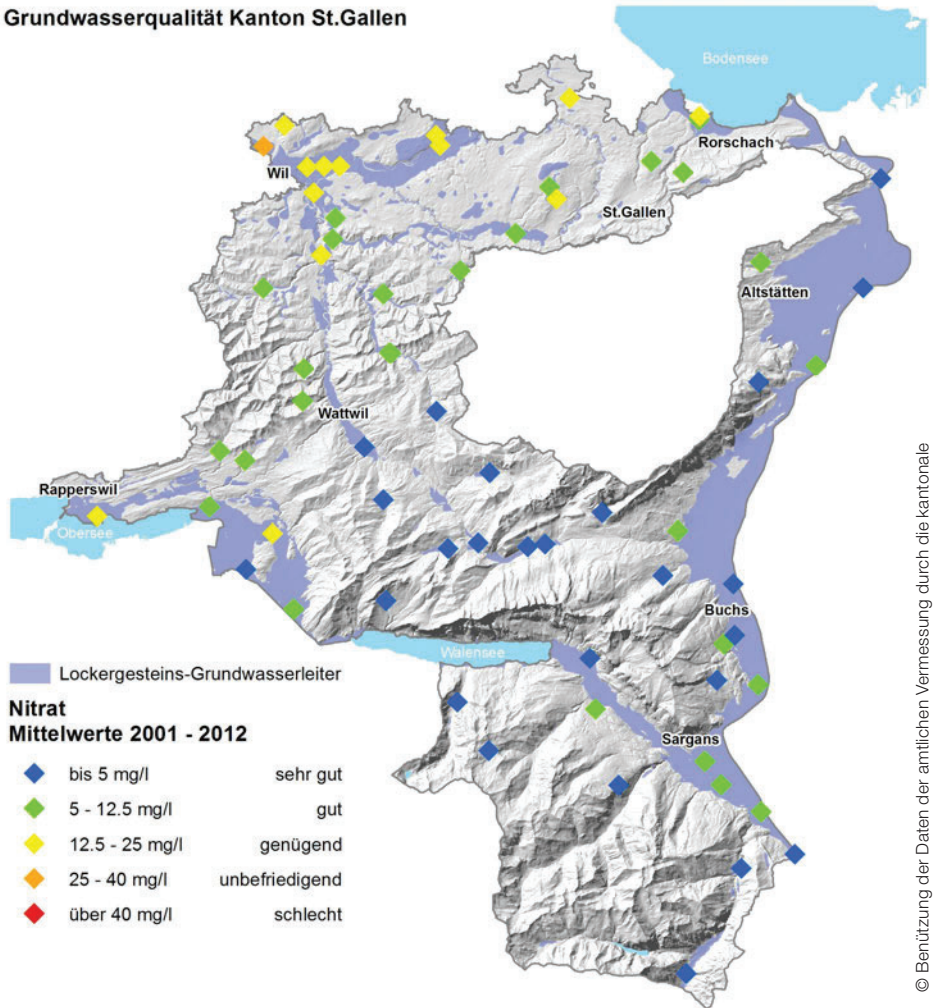 Grundwasserqualität Kanton St.Gallen
Bodensee
Rorschach
Wil
St.Gallen
Altstätten
Wattwil
Rapperswil
Obersee
Buchs
Walensee
Lockergesteins-Grundwasserleiter
Nitrat
Mittelwerte 2001 - 2012
Sargans
bis 5 mg/l sehr gut
5 - 12.5 mg/l gut
12.5 - 25 mg/l genügend
25 - 40 mg/l unbefriedigend
über 40 mg/l schlecht
© Benützung der Daten der amtlichen Vermessung durch die kantonale